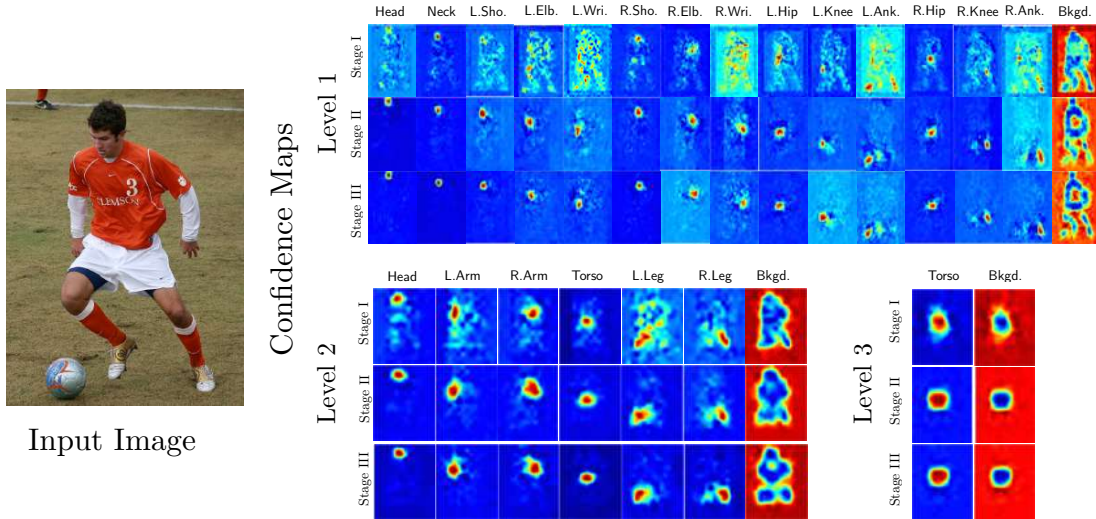 Head Neck L.Sho. L.Elb. L.Wri. R.Sho. R.Elb. R.Wri. L.Hip L.Knee L.Ank. R.Hip R.Knee R.Ank. Bkgd.
Level 1
Stage I
Stage II
Stage III
Confidence Maps
3
CLEMSON
Input Image
Head L.Arm R.Arm Torso L.Leg R.Leg Bkgd.
Level 2
Stage I
Stage II
Stage III
Torso Bkgd.
Level 3
Stage I
Stage II
Stage III